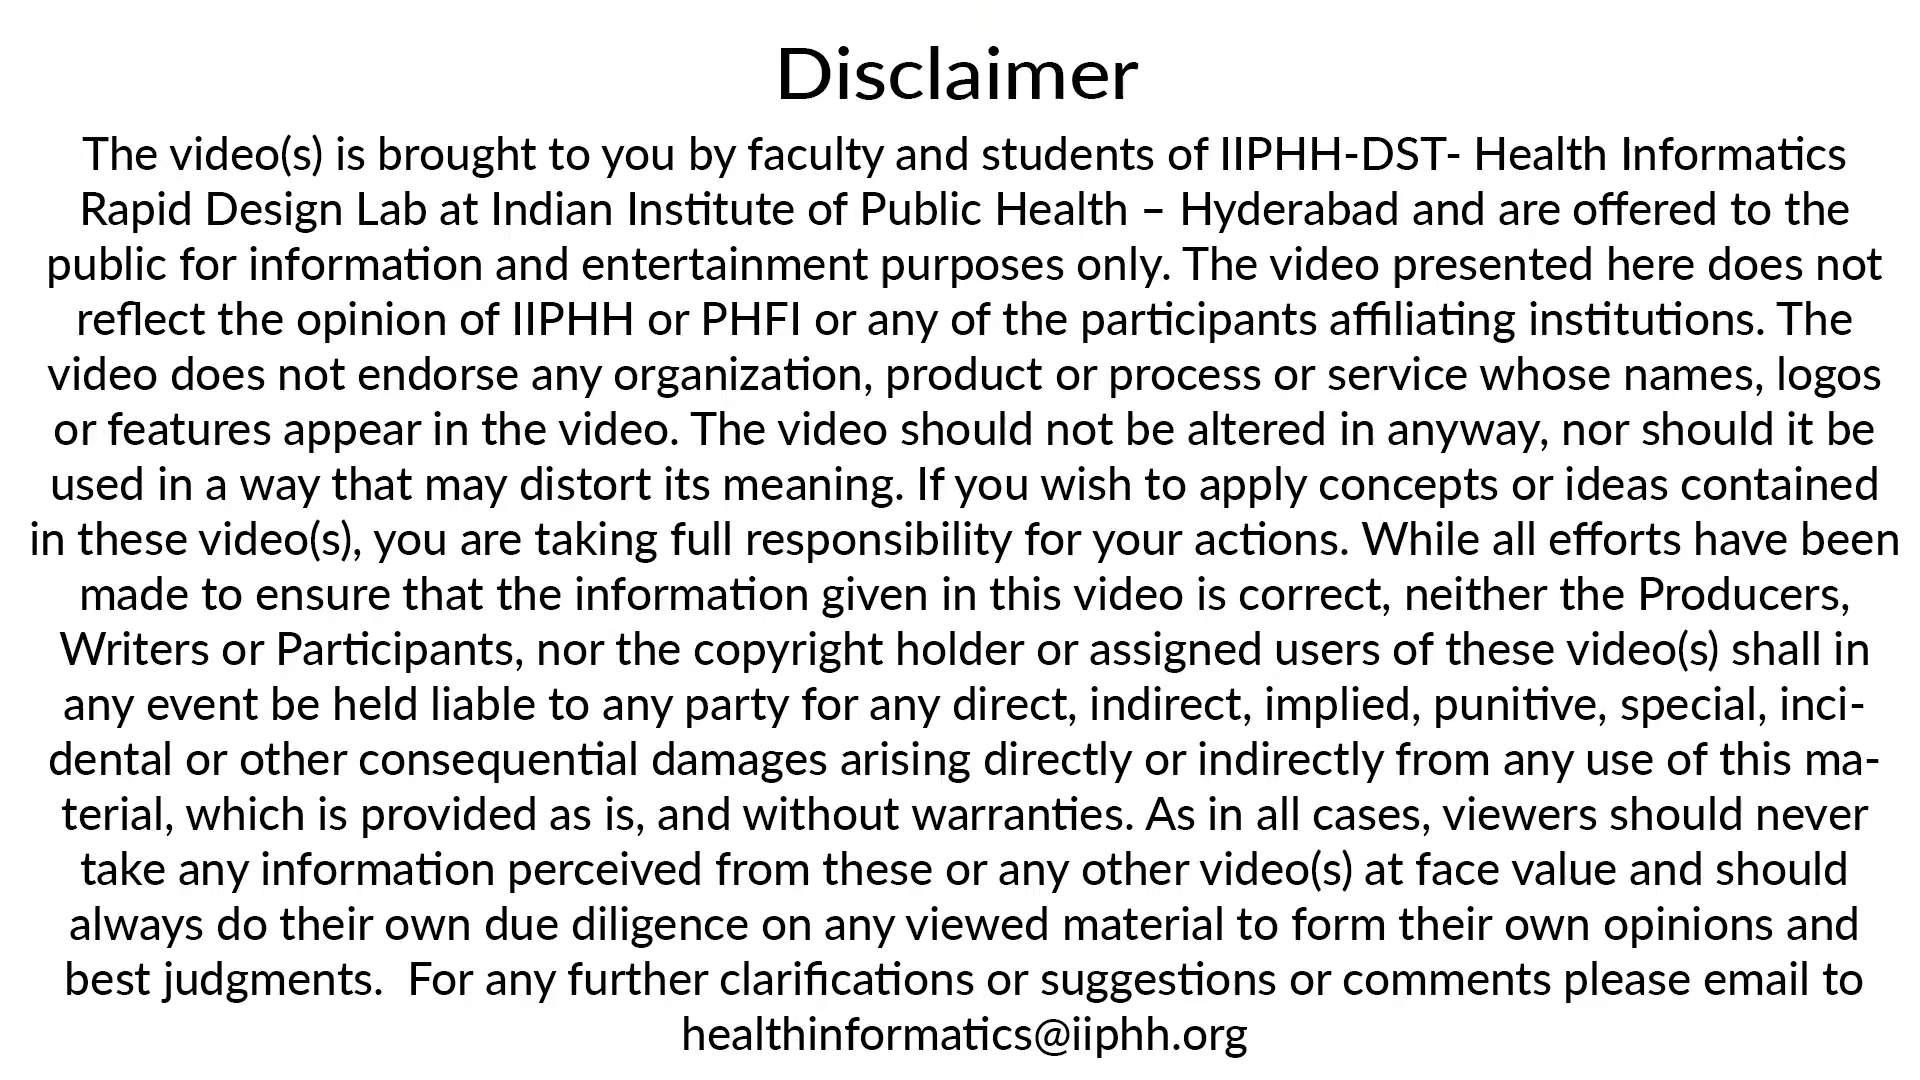 Disclaimer
The video(s) is brought to you by faculty and students of IIPHH-DST- Health Informatics
Rapid Design Lab at Indian Institute of Public Health – Hyderabad and are offered to the
public for information and entertainment purposes only. The video presented here does not
reflect the opinion of IIPHH or PHFI or any of the participants affiliating institutions. The
video does not endorse any organization, product or process or service whose names, logos
or features appear in the video. The video should not be altered in anyway, nor should it be
used in a way that may distort its meaning. If you wish to apply concepts or ideas contained
in these video(s), you are taking full responsibility for your actions. While all efforts have been
made to ensure that the information given in this video is correct, neither the Producers,
Writers or Participants, nor the copyright holder or assigned users of these video(s) shall in
any event be held liable to any party for any direct, indirect, implied, punitive, special, inci-
dental or other consequential damages arising directly or indirectly from any use of this ma-
terial, which is provided as is, and without warranties. As in all cases, viewers should never
take any information perceived from these or any other video(s) at face value and should
always do their own due diligence on any viewed material to form their own opinions and
best judgments.  For any further clarifications or suggestions or comments please email to
healthinformatics@iiphh.org